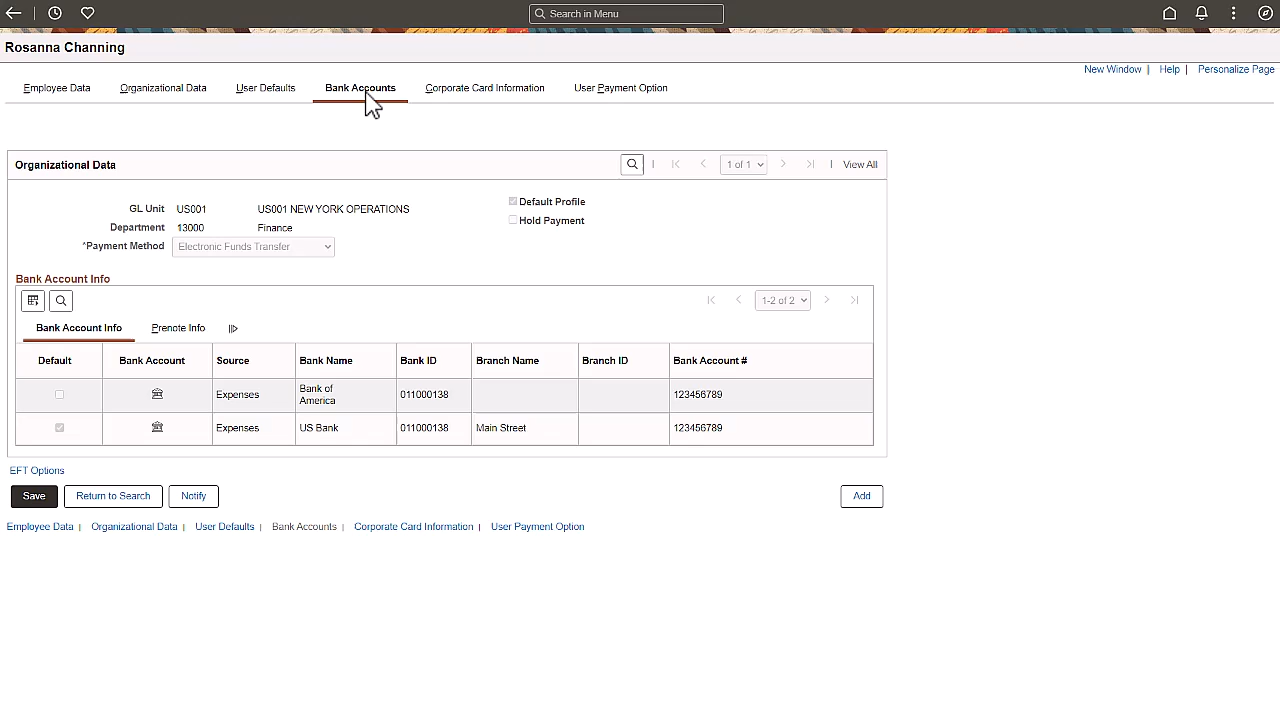 Search in Menu
Rosanna Channing
New Window | Help | Personalize Page
Employee Data Organizational Data User Defaults Bank Accounts Corporate Card Information User Payment Option
Organizational Data | 1 of 1 | View All
GL Unit US001 US001 NEW YORK OPERATIONS Default Profile
Department 13000 Finance Hold Payment
*Payment Method Electronic Funds Transfer
Bank Account Info
1-2 of 2
Bank Account Info Prenote Info
Default Bank Account Source Bank Name Bank ID Branch Name Branch ID Bank Account #
Expenses Bank of America 011000138 123456789
Expenses US Bank 011000138 Main Street 123456789
EFT Options
Save Return to Search Notify Add
Employee Data | Organizational Data | User Defaults | Bank Accounts | Corporate Card Information | User Payment Option